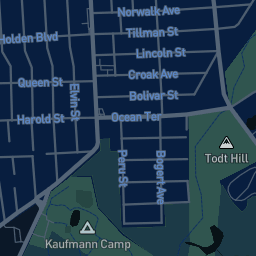 Norwalk Ave
Tillman St
Holden Blvd
Lincoln St
Croak Ave
Queen St
Elvin St
Bolivar St
Harold St
Ocean Ter
Peru St
Bogert Ave
Todt Hill
Kaufmann Camp